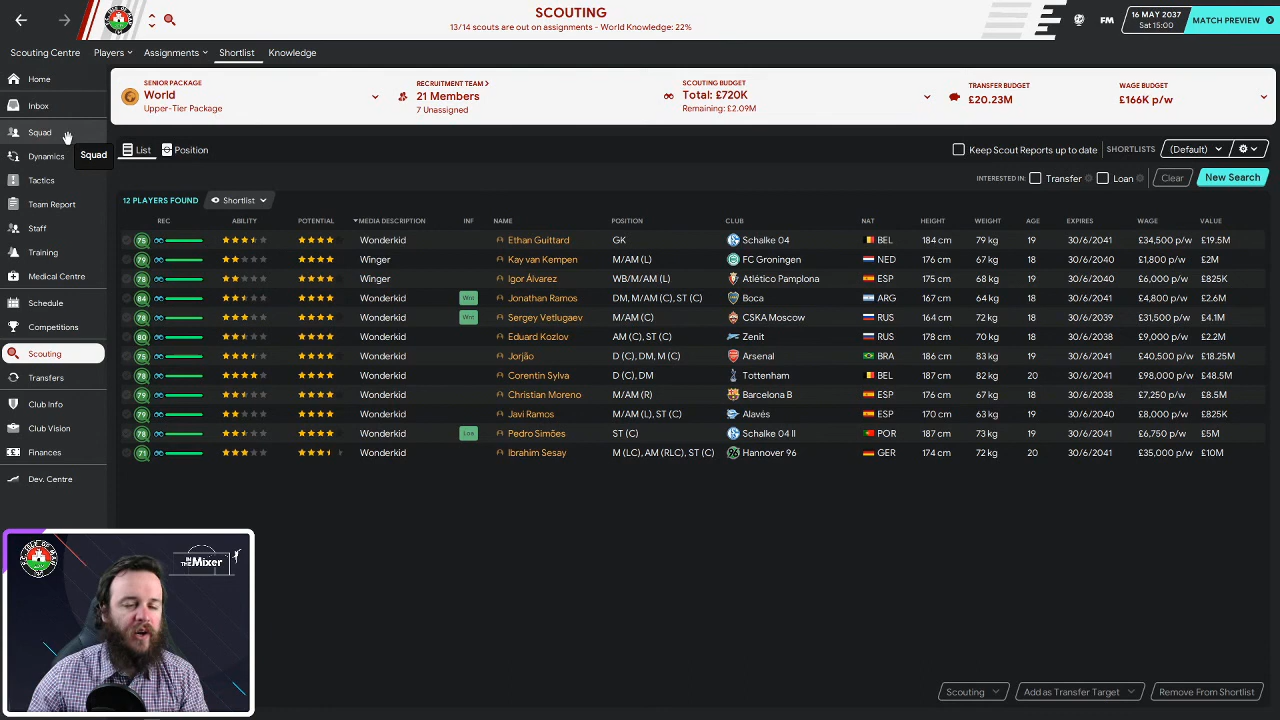 SCOUTING
13/14 scouts are out on assignments - World Knowledge: 22%
FM
16 MAY 2037
Sat 15:00
MATCH PREVIEW
Scouting Centre Players Assignments Shortlist Knowledge
Home
Inbox
Squad
Squad
Dynamics
Tactics
Team Report
Staff
Training
Medical Centre
Schedule
Competitions
Scouting
Transfers
Club Info
Club Vision
Finances
Dev. Centre
SENIOR PACKAGE
World
Upper-Tier Package
RECRUITMENT TEAM
21 Members
7 Unassigned
SCOUTING BUDGET
Total: £720K
Remaining: £2.09M
TRANSFER BUDGET
£20.23M
WAGE BUDGET
£166K p/w
List Position
Keep Scout Reports up to date SHORTLISTS (Default)
INTERESTED IN: Transfer Loan Clear New Search
12 PLAYERS FOUND Shortlist
REC ABILITY POTENTIAL MEDIA DESCRIPTION INF NAME POSITION CLUB NAT HEIGHT WEIGHT AGE EXPIRES WAGE VALUE
75 Wonderkid Ethan Guittard GK Schalke 04 BEL 184 cm 79 kg 19 30/6/2041 £34,500 p/w £19.5M
79 Winger Kay van Kempen M/AM (L) FC Groningen NED 176 cm 67 kg 18 30/6/2040 £1,800 p/w £2M
78 Winger Igor Álvarez WB/M/AM (L) Atlético Pamplona ESP 175 cm 68 kg 19 30/6/2040 £6,000 p/w £825K
84 Wonderkid Wnt Jonathan Ramos DM, M/AM (C), ST (C) Boca ARG 167 cm 64 kg 18 30/6/2041 £4,800 p/w £2.6M
78 Wonderkid Wnt Sergey Vetlugaev M/AM (C) CSKA Moscow RUS 164 cm 72 kg 18 30/6/2039 £31,500 p/w £4.1M
80 Wonderkid Eduard Kozlov AM (C), ST (C) Zenit RUS 178 cm 70 kg 18 30/6/2038 £9,000 p/w £2.2M
75 Wonderkid Jorjão D (C), DM, M (C) Arsenal BRA 186 cm 83 kg 19 30/6/2041 £40,500 p/w £18.25M
78 Wonderkid Corentin Sylva D (C), DM Tottenham BEL 187 cm 82 kg 20 30/6/2041 £98,000 p/w £48.5M
79 Wonderkid Christian Moreno M/AM (R) Barcelona B ESP 176 cm 67 kg 18 30/6/2038 £7,250 p/w £8.5M
79 Wonderkid Javi Ramos M/AM (L), ST (C) Alavés ESP 170 cm 63 kg 19 30/6/2040 £8,000 p/w £825K
78 Wonderkid Loa Pedro Simões ST (C) Schalke 04 II POR 187 cm 73 kg 19 30/6/2041 £6,750 p/w £5M
71 Wonderkid Ibrahim Sesay M (LC), AM (RLC), ST (C) Hannover 96 GER 174 cm 72 kg 20 30/6/2041 £35,000 p/w £10M
IN THE Mixer
Scouting Add as Transfer Target Remove From Shortlist